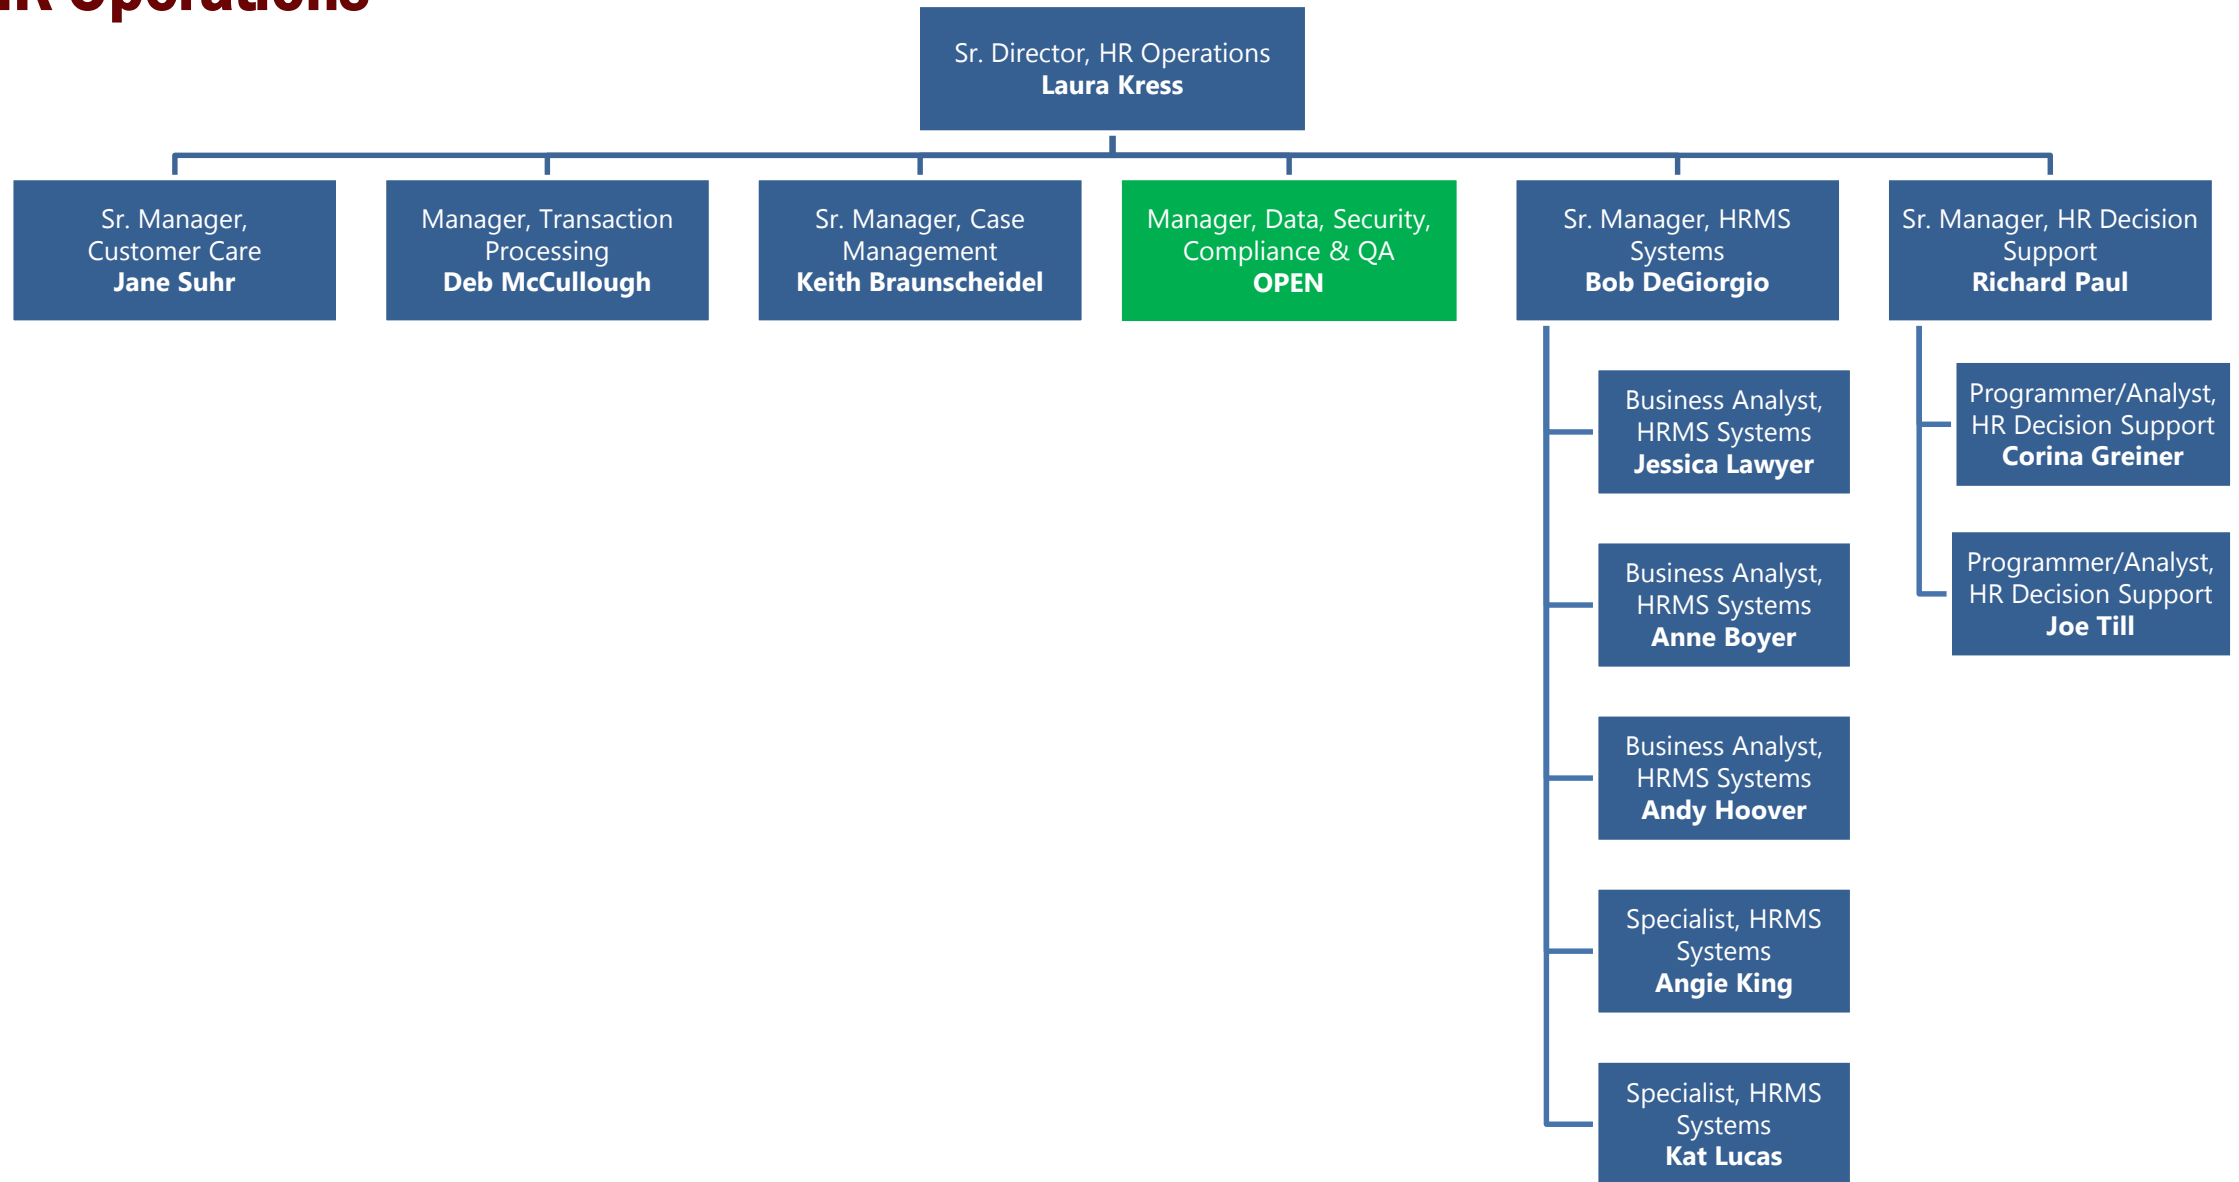 HR Operations
Sr. Director, HR Operations
Laura Kress
Sr. Manager,
Customer Care
Jane Suhr
Manager, Transaction
Processing
Deb McCullough
Sr. Manager, Case
Management
Keith Braunscheidel
Manager, Data, Security,
Compliance & QA
OPEN
Sr. Manager, HRMS
Systems
Bob DeGiorgio
Sr. Manager, HR Decision
Support
Richard Paul
Business Analyst,
HRMS Systems
Jessica Lawyer
Business Analyst,
HRMS Systems
Anne Boyer
Business Analyst,
HRMS Systems
Andy Hoover
Specialist, HRMS
Systems
Angie King
Specialist, HRMS
Systems
Kat Lucas
Programmer/Analyst,
HR Decision Support
Corina Greiner
Programmer/Analyst,
HR Decision Support
Joe Till